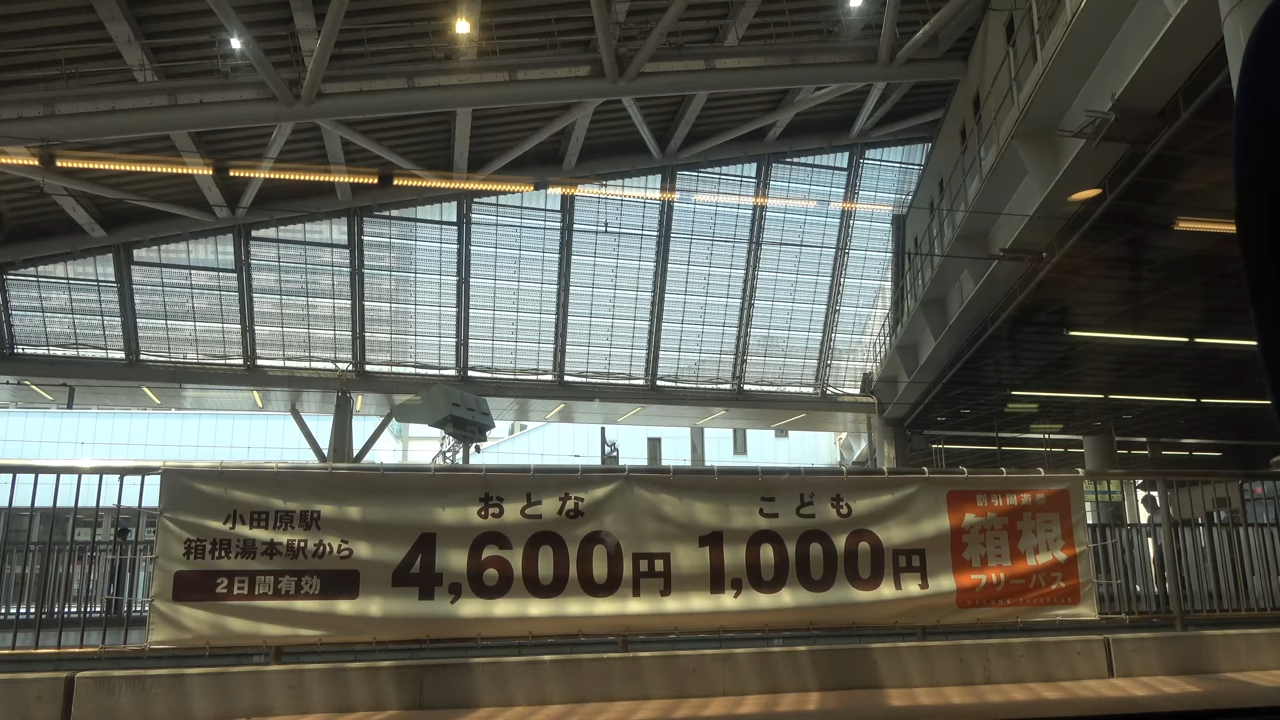 小田原駅
箱根湯本駅から
2日間有効
おとな
4,600円
こども
1,000円
割引周遊券
箱根
フリーパス